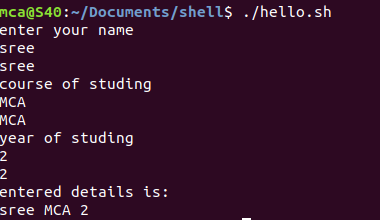 mca@S40:~/Documents/shell$ ./hello.sh
enter your name
sree
sree
course of studing
MCA
MCA
year of studing
2
2
entered details is:
sree MCA 2